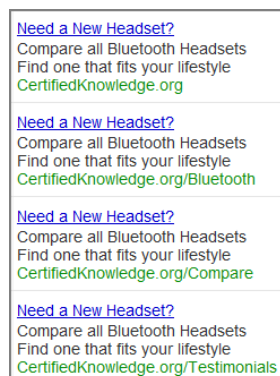 Need a New Headset?
Compare all Bluetooth Headsets
Find one that fits your lifestyle
CertifiedKnowledge.org
Need a New Headset?
Compare all Bluetooth Headsets
Find one that fits your lifestyle
CertifiedKnowledge.org/Bluetooth
Need a New Headset?
Compare all Bluetooth Headsets
Find one that fits your lifestyle
CertifiedKnowledge.org/Compare
Need a New Headset?
Compare all Bluetooth Headsets
Find one that fits your lifestyle
CertifiedKnowledge.org/Testimonials